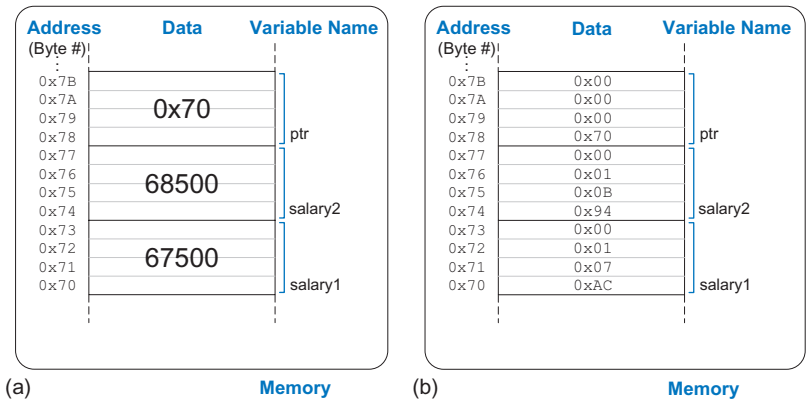 Address Data Variable Name
(Byte #)
⋮
0x7B
0x7A
0x79
0x78
0x70
ptr
0x77
0x76
0x75
0x74
68500
salary2
0x73
0x72
0x71
0x70
67500
salary1
(a) Memory
Address Data Variable Name
(Byte #)
⋮
0x7B 0x00
0x7A 0x00
0x79 0x00
0x78 0x70 ptr
0x77 0x00
0x76 0x01
0x75 0x0B
0x74 0x94 salary2
0x73 0x00
0x72 0x01
0x71 0x07
0x70 0xAC salary1
⋮
(b) Memory